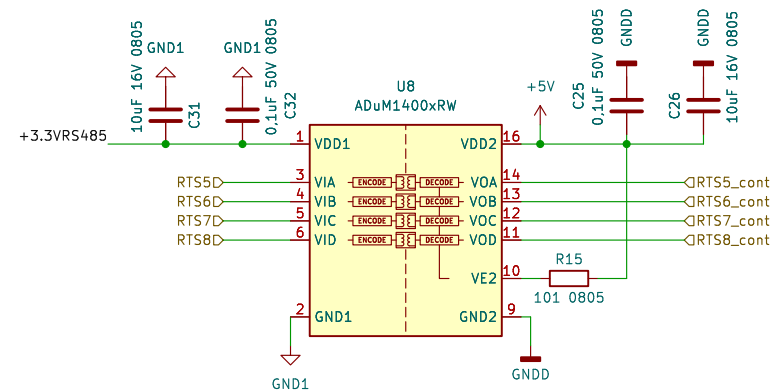 GND1
10uF 16V 0805
C31
GND1
0,1uF 50V 0805
C32
U8
ADuM1400xRW
+5V
C25
0,1uF 50V 0805
GNDD
C26
GNDD
10uF 16V 0805
+3.3VRS485
1 VDD1
VDD2 16
RTS5 3 VIA ENCODE DECODE VOA 14 RTS5_cont
RTS6 4 VIB ENCODE DECODE VOB 13 RTS6_cont
RTS7 5 VIC ENCODE DECODE VOC 12 RTS7_cont
RTS8 6 VID ENCODE DECODE VOD 11 RTS8_cont
R15
VE2 10
101 0805
2 GND1
GND2 9
GND1
GNDD